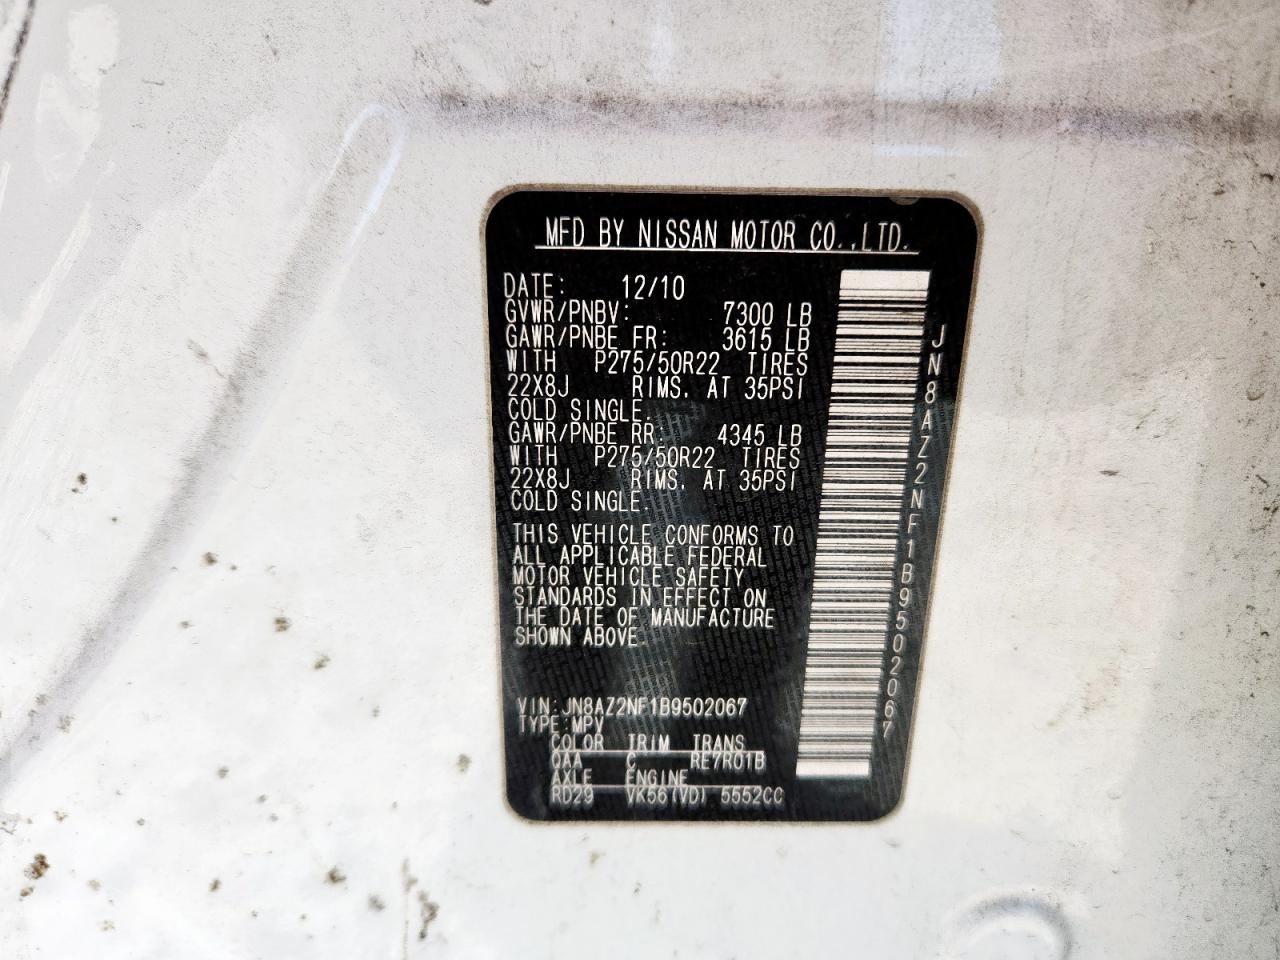 MFD BY NISSAN MOTOR CO.,LTD.
DATE: 12/10
GVWR/PNBV: 7300 LB
GAWR/PNBE FR: 3615 LB
WITH P275/50R22 TIRES
22X8J RIMS. AT 35PSI
COLD SINGLE.
GAWR/PNBE RR: 4345 LB
WITH P275/50R22 TIRES
22X8J RIMS. AT 35PSI
COLD SINGLE.
THIS VEHICLE CONFORMS TO
ALL APPLICABLE FEDERAL
MOTOR VEHICLE SAFETY
STANDARDS IN EFFECT ON
THE DATE OF MANUFACTURE
SHOWN ABOVE.
VIN:JN8AZ2NF1B9502067
TYPE:MPV
COLOR TRIM TRANS
QAA C RE7R01B
AXLE ENGINE
RD29 VK56(VD) 5552CC
JN8AZ2NF1B9502067